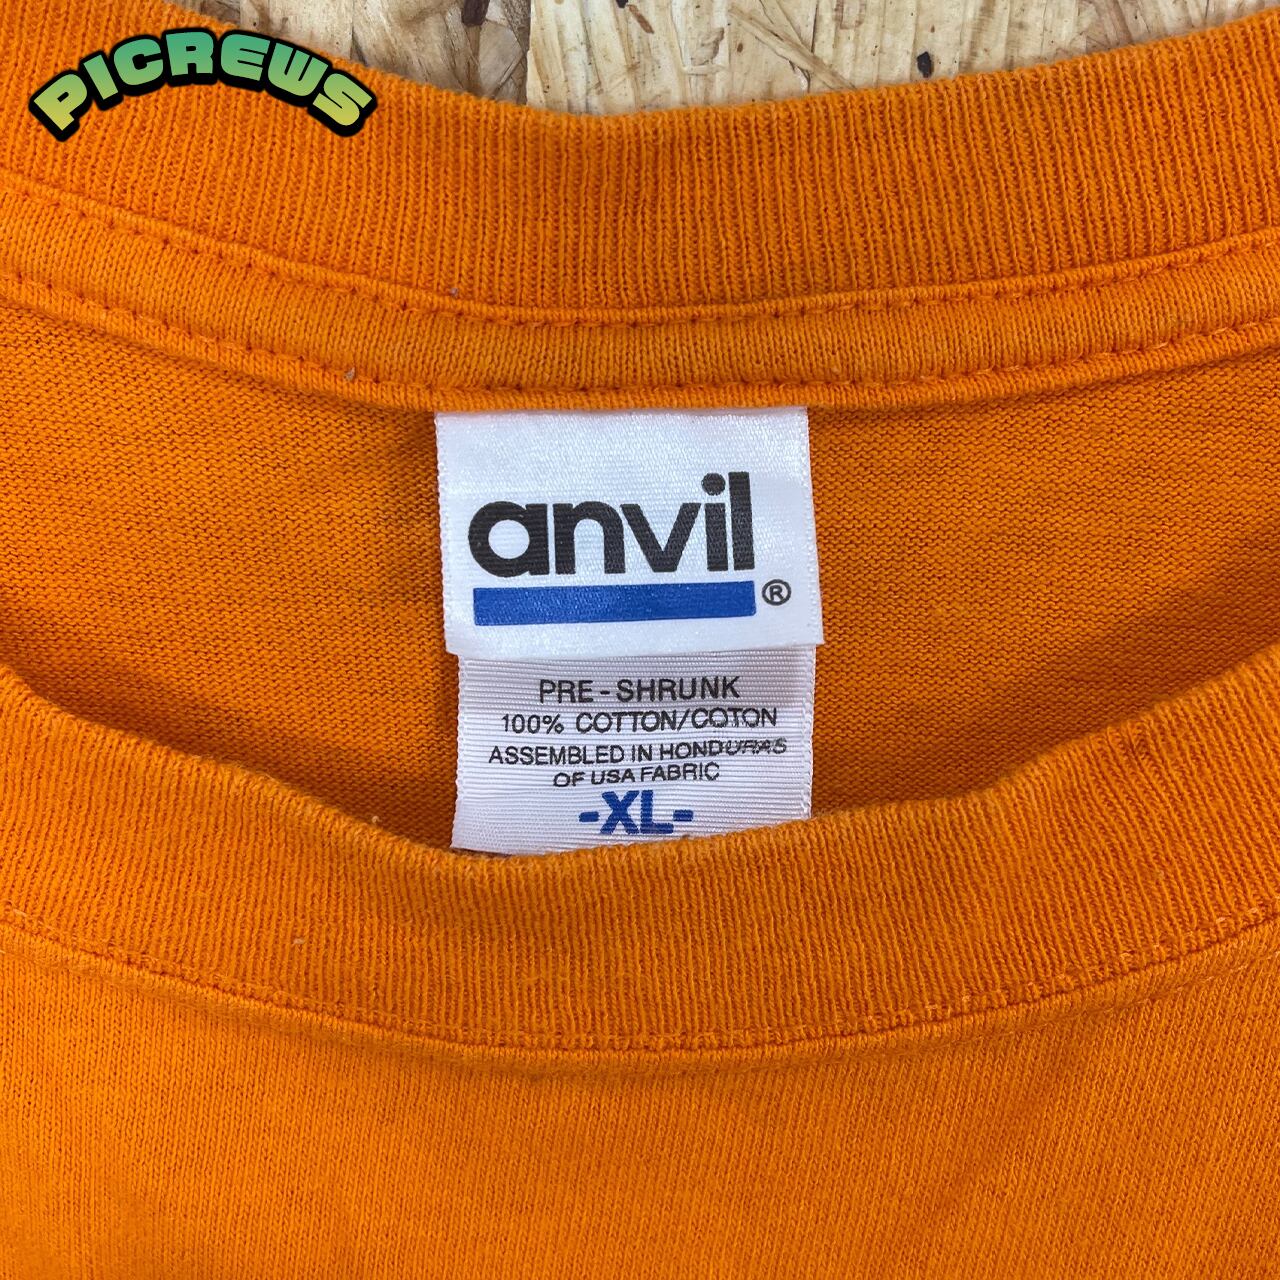 PICREWS
anvil
®
PRE-SHRUNK
100% COTTON/COTON
ASSEMBLED IN HONDURAS
OF USA FABRIC
-XL-